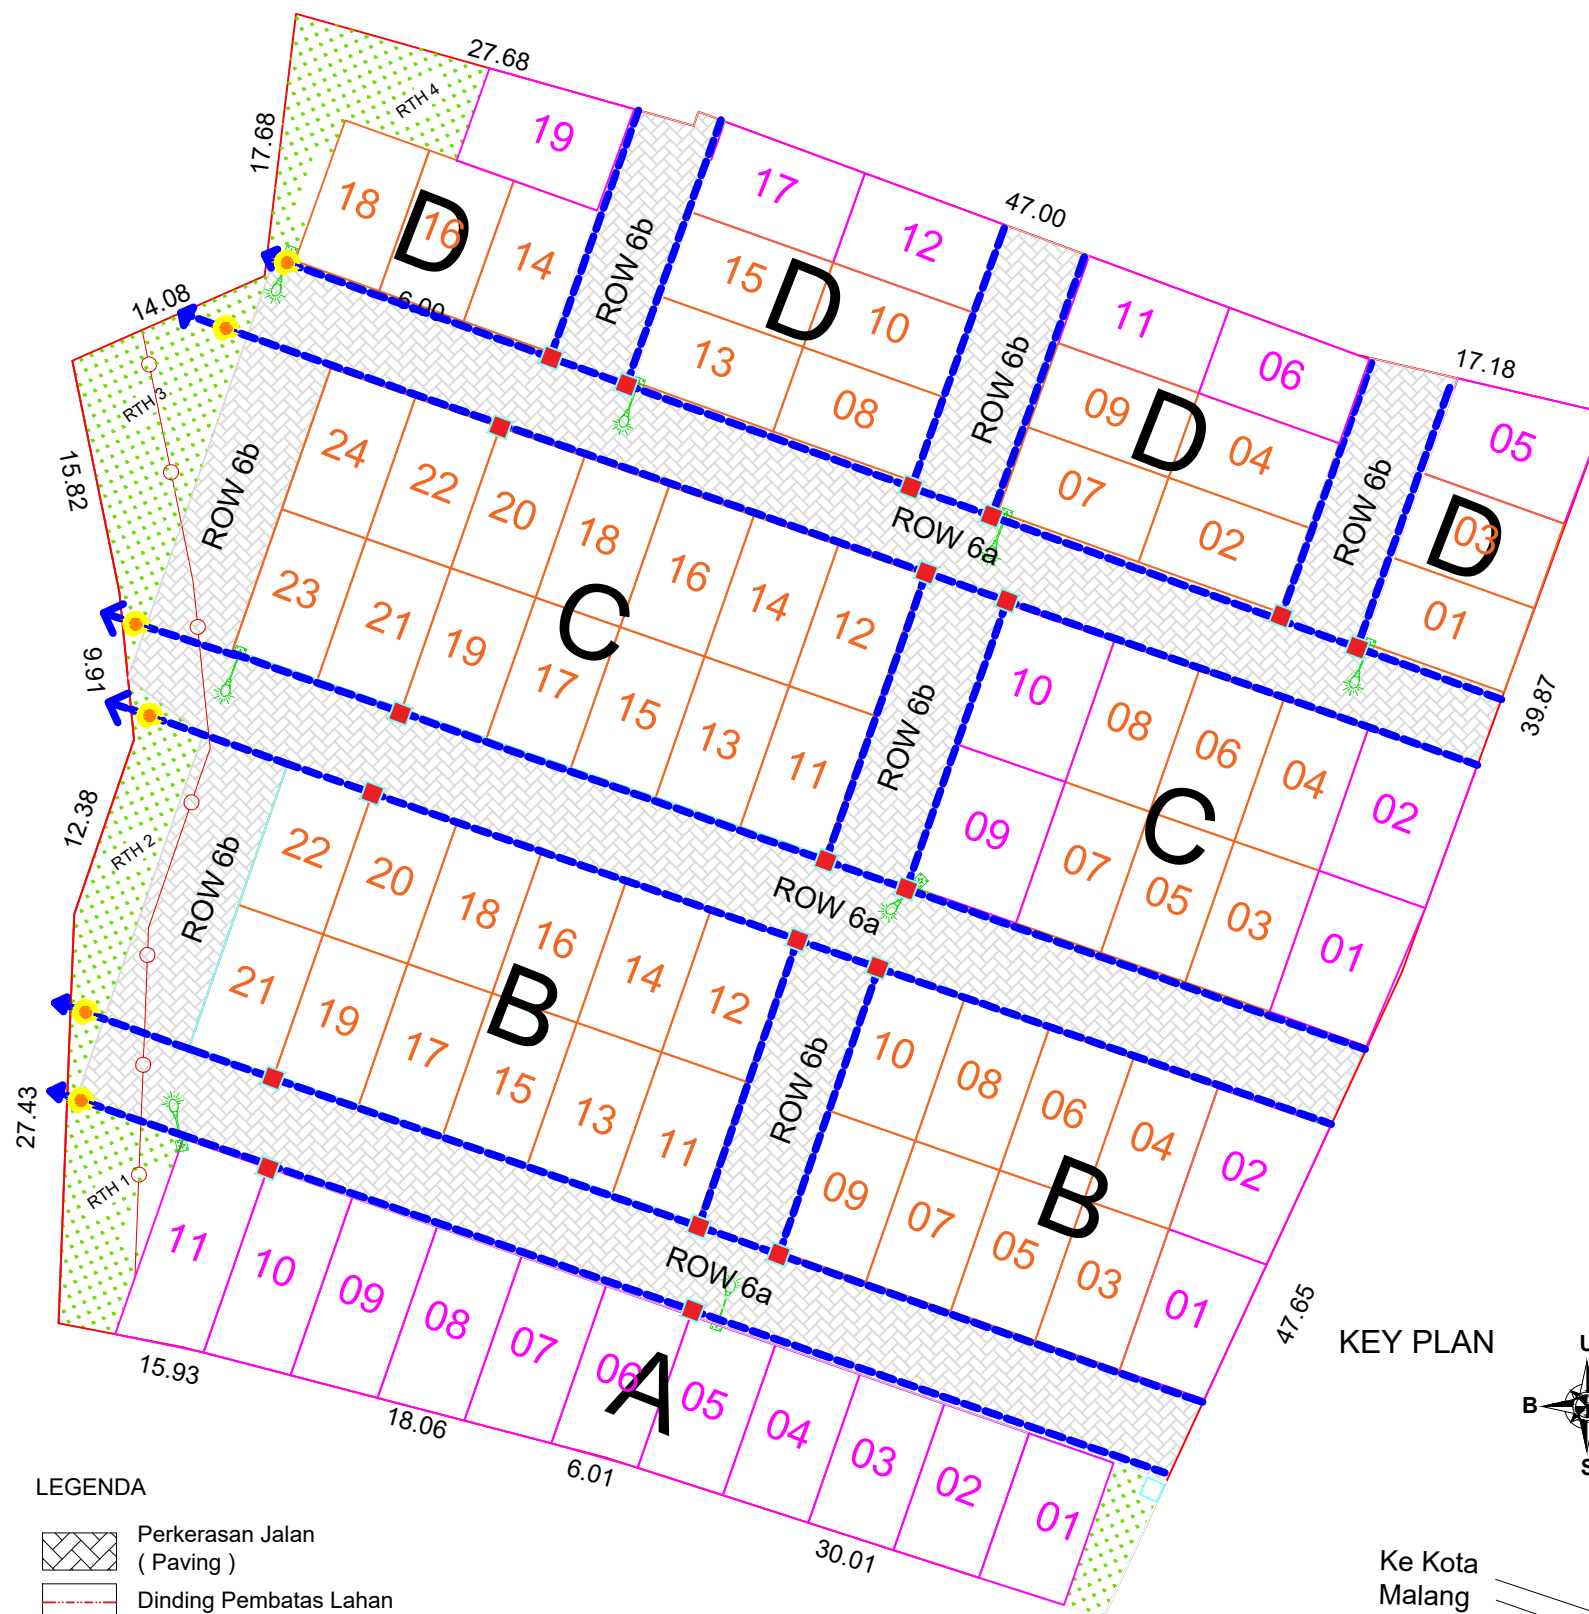 27.68
17.68
RTH 4
19
18
16
14
D
6.00
ROW 6b
17
12
15
10
13
08
D
47.00
ROW 6b
11
06
09
04
07
02
D
17.18
ROW 6b
05
03
01
D
14.08
RTH 3
15.82
ROW 6b
ROW 6a
39.87
24
22
20
18
16
14
12
23
21
19
17
15
13
11
C
ROW 6b
10
08
06
04
02
09
07
05
03
01
C
9.91
12.38
RTH 2
ROW 6b
ROW 6a
22
20
18
16
14
12
21
19
17
15
13
11
B
ROW 6b
10
08
06
04
02
09
07
05
03
01
B
27.43
RTH 1
ROW 6a
47.65
11
10
09
08
07
06
05
04
03
02
01
A
15.93
18.06
6.01
30.01
KEY PLAN
U
B
S
Ke Kota
Malang
LEGENDA
Perkerasan Jalan
( Paving )
Dinding Pembatas Lahan